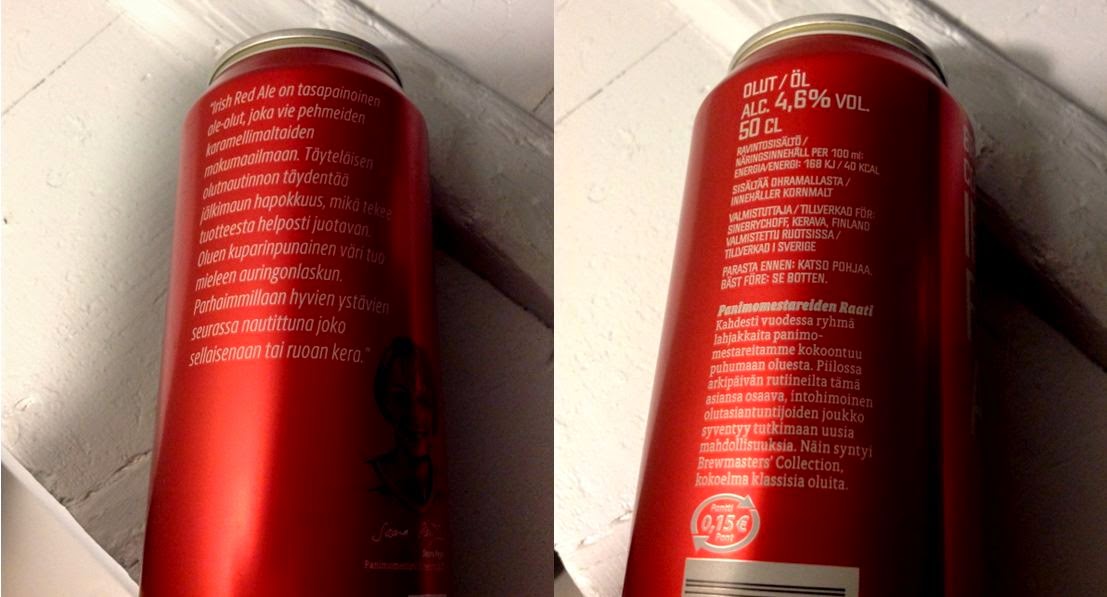 "Irish Red Ale on tasapainoinen
ale-olut, joka vie pehmeiden
karamellimaltaiden
makumaailmaan. Täyteläisen
olutnautinnon täydentää
jälkimaun hapokkuus, mikä tekee
tuotteesta helposti juotavan.
Oluen kuparinpunainen väri tuo
mieleen auringonlaskun.
Parhaimmillaan hyvien ystävien
seurassa nautittuna joko
sellaisenaan tai ruoan kera."
OLUT / ÖL
ALC. 4,6% VOL.
50 CL
RAVINTOSISÄLTÖ /
NÄRINGSINNEHÅLL PER 100 ml:
ENERGIA/ENERGI: 168 KJ / 40 KCAL
SISÄLTÄÄ OHRAMALLASTA /
INNEHÅLLER KORNMALT
VALMISTUTTAJA / TILLVERKAD FÖR:
SINEBRYCHOFF, KERAVA, FINLAND
VALMISTETTU RUOTSISSA /
TILLVERKAD I SVERIGE
PARASTA ENNEN: KATSO POHJAA.
BÄST FÖRE: SE BOTTEN.
Panimomestareiden Raati
Kahdesti vuodessa ryhmä
lahjakkaita panimo-
mestareitamme kokoontuu
puhumaan oluesta. Piilossa
arkipäivän rutiineilta tämä
asiansa osaava, intohimoinen
olutasiantuntijoiden joukko
syventyy tutkimaan uusia
mahdollisuuksia. Näin syntyi
Brewmasters' Collection,
kokoelma klassisia oluita.
Pantti
0,15€
Pant